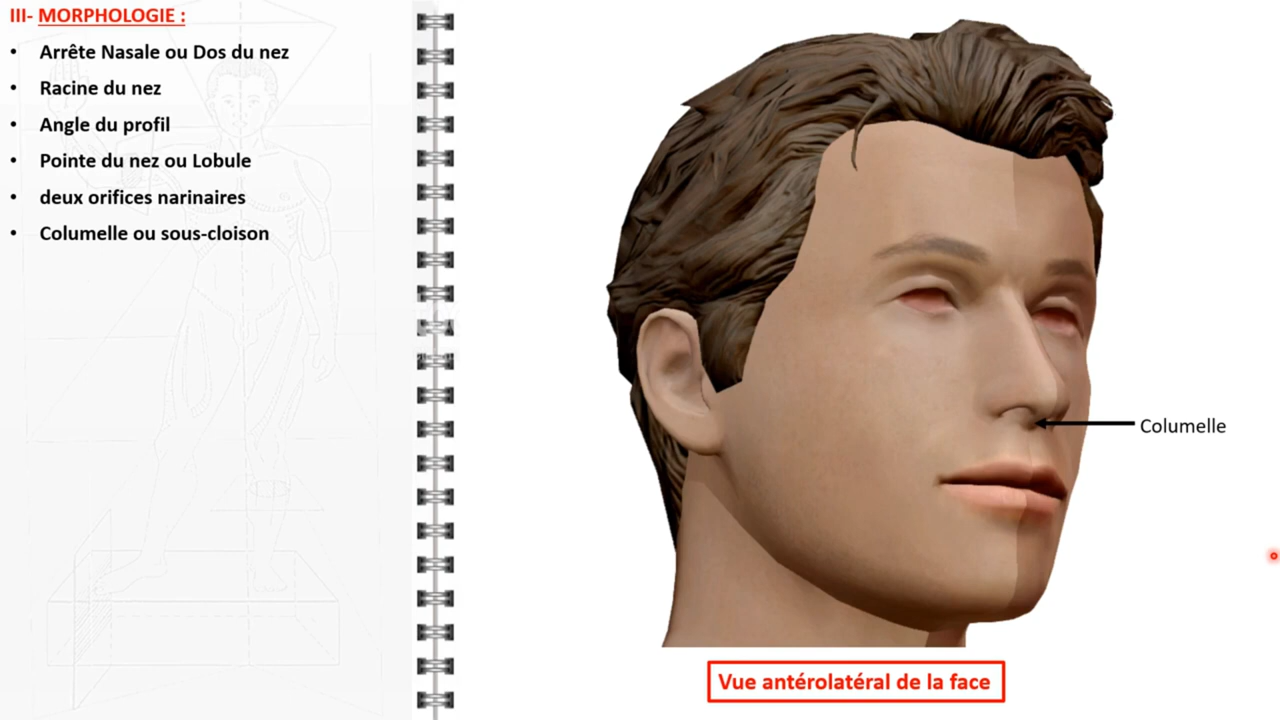 III- MORPHOLOGIE :
• Arrête Nasale ou Dos du nez
• Racine du nez
• Angle du profil
• Pointe du nez ou Lobule
• deux orifices narinaires
• Columelle ou sous-cloison
Columelle
Vue antérolatéral de la face